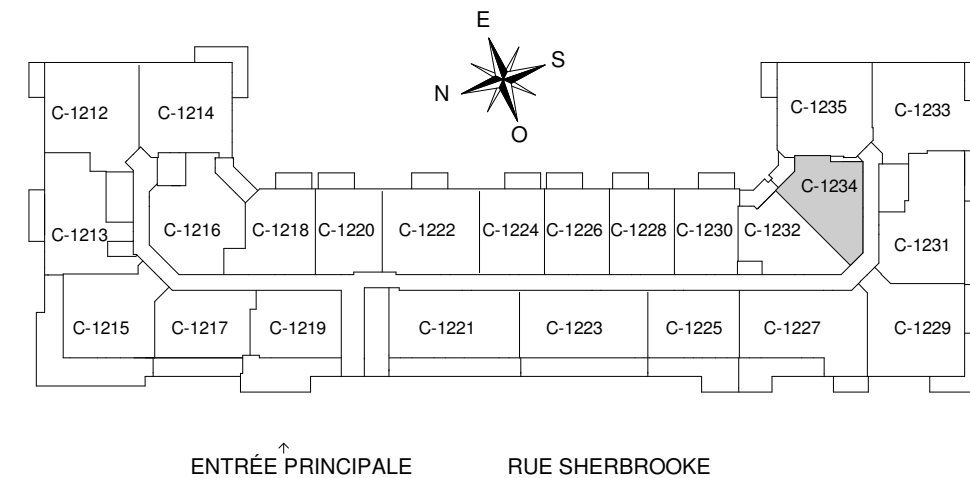 E
S
N
O
C-1212
C-1214
C-1235
C-1233
C-1234
C-1213
C-1216
C-1218
C-1220
C-1222
C-1224
C-1226
C-1228
C-1230
C-1232
C-1231
C-1215
C-1217
C-1219
C-1221
C-1223
C-1225
C-1227
C-1229
ENTRÉE PRINCIPALE
RUE SHERBROOKE